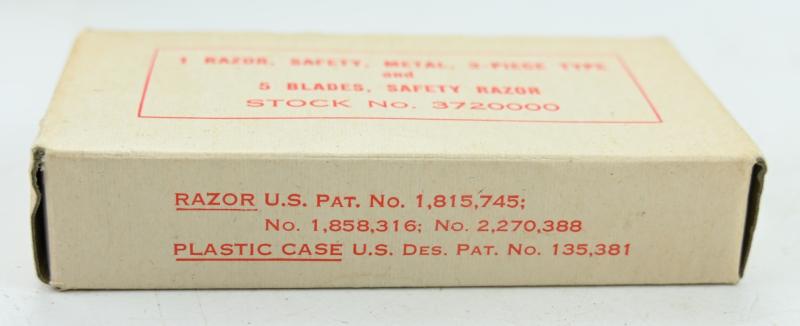 1 RAZOR, SAFETY, METAL, 3-PIECE TYPE
and
5 BLADES, SAFETY RAZOR
STOCK No. 3720000
RAZOR U.S. PAT. NO. 1,815,745;
NO. 1,858,316; NO. 2,270,388
PLASTIC CASE U.S. DES. PAT. NO. 135,381